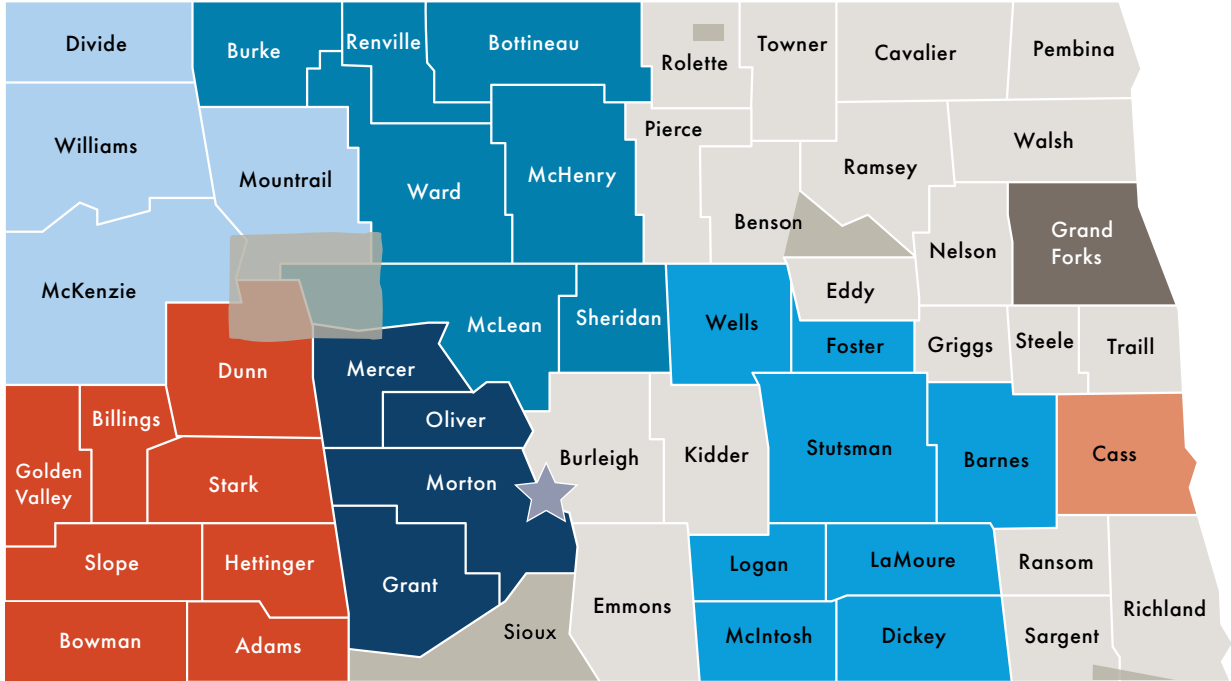 Divide
Burke
Renville
Bottineau
Rolette
Towner
Cavalier
Pembina
Williams
Mountrail
Ward
McHenry
Pierce
Benson
Ramsey
Walsh
Nelson
Grand
Forks
McKenzie
McLean
Sheridan
Wells
Eddy
Foster
Griggs
Steele
Traill
Dunn
Mercer
Oliver
Billings
Golden
Valley
Stark
Morton
Burleigh
Kidder
Stutsman
Barnes
Cass
Slope
Hettinger
Grant
Emmons
Logan
LaMoure
Ransom
Richland
Bowman
Adams
Sioux
McIntosh
Dickey
Sargent